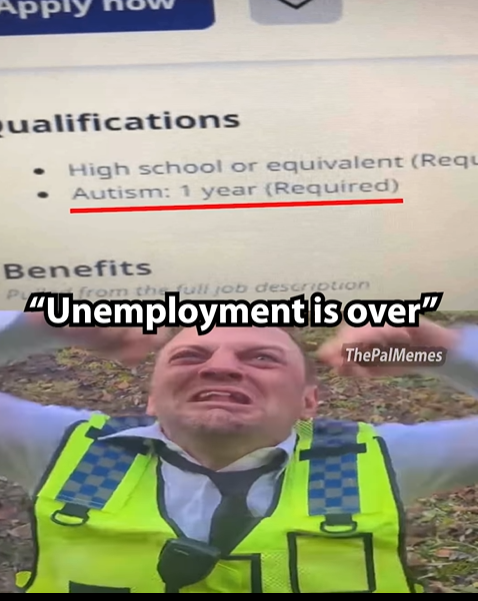 Apply now
Qualifications
• High school or equivalent (Requ
• Autism: 1 year (Required)
Benefits
Pulled from the full job description
“Unemployment is over”
ThePalMemes